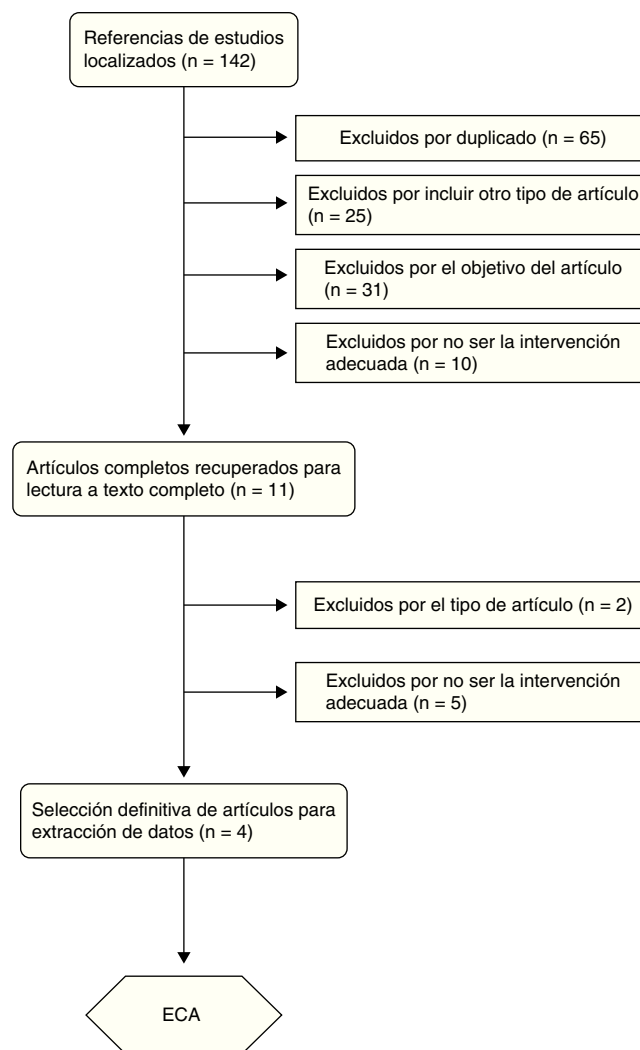 Referencias de estudios
localizados (n = 142)
Excluidos por duplicado (n = 65)
Excluidos por incluir otro tipo de artículo
(n = 25)
Excluidos por el objetivo del artículo
(n = 31)
Excluidos por no ser la intervención
adecuada (n = 10)
Artículos completos recuperados para
lectura a texto completo (n = 11)
Excluidos por el tipo de artículo (n = 2)
Excluidos por no ser la intervención
adecuada (n = 5)
Selección definitiva de artículos para
extracción de datos (n = 4)
ECA